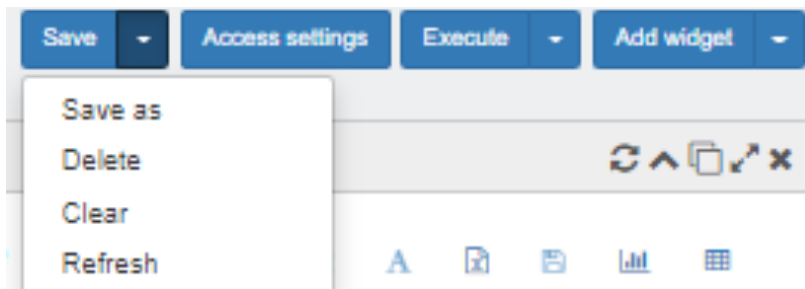 Save Access settings Execute Add widget
Save as
Delete
Clear
Refresh
A